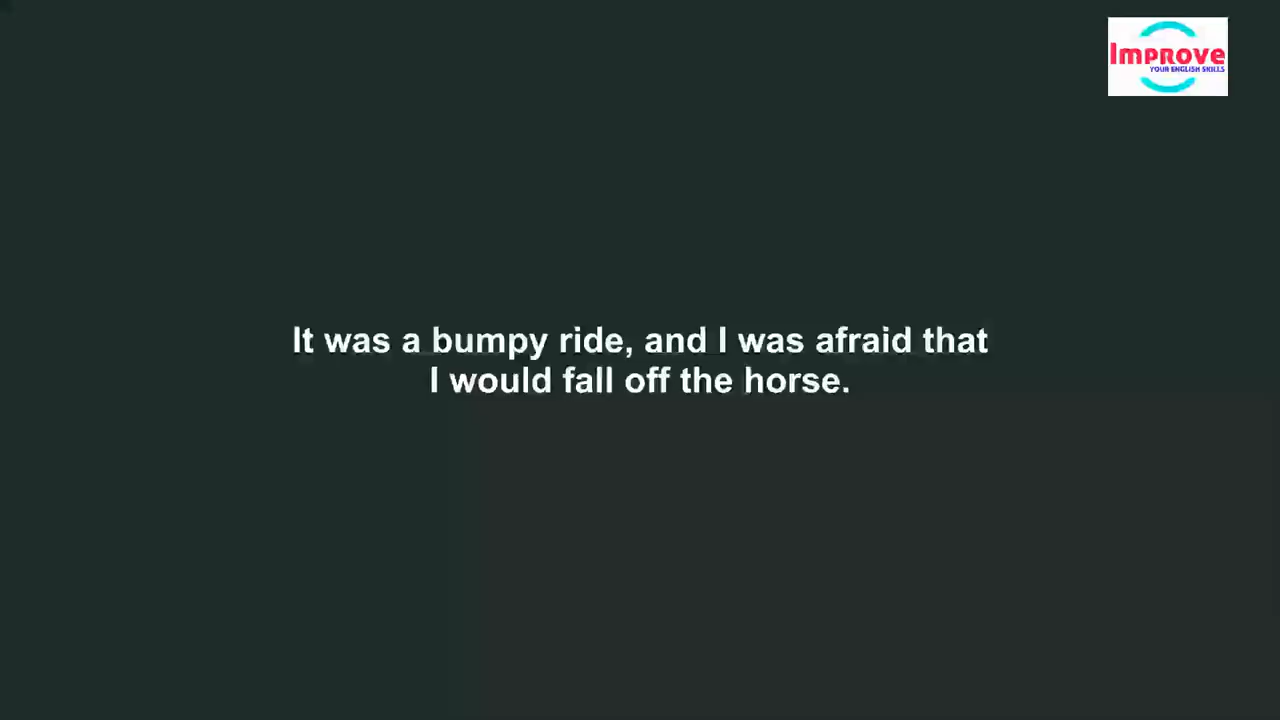 Improve
YOUR ENGLISH SKILLS
It was a bumpy ride, and I was afraid that
I would fall off the horse.